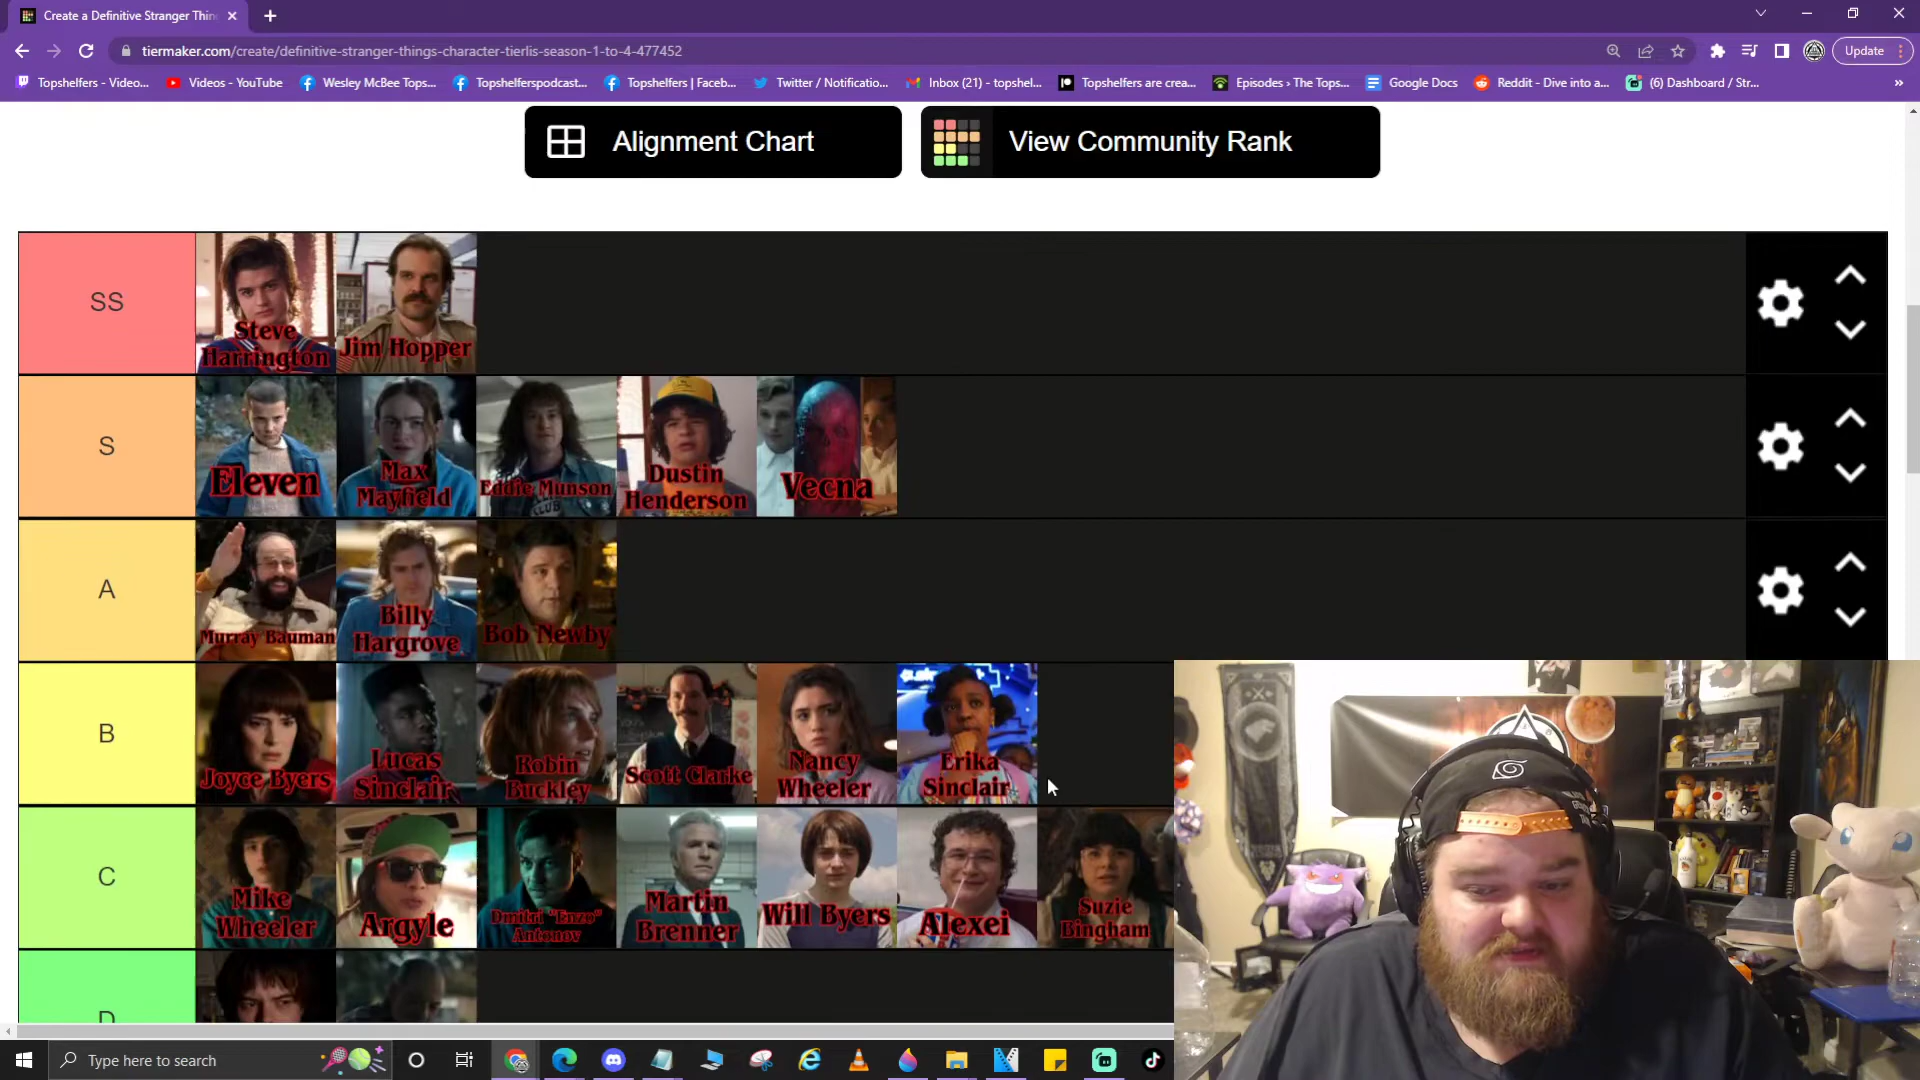 Create a Definitive Stranger Thin
tiermaker.com/create/definitive-stranger-things-character-tierlis-season-1-to-4-477452
Update
Topshelfers - Video...
Videos - YouTube
Wesley McBee Tops...
Topshelferspodcast...
Topshelfers | Faceb...
Twitter / Notificatio...
Inbox (21) - topshel...
Topshelfers are crea...
Episodes › The Tops...
Google Docs
Reddit - Dive into a...
(6) Dashboard / Str...
»
Alignment Chart
View Community Rank
SS
Steve
Harrington
Jim Hopper
S
Eleven
Max
Mayfield
Eddie Munson
Dustin
Henderson
Vecna
A
Murray Bauman
Billy
Hargrove
Bob Newby
B
Joyce Byers
Lucas
Sinclair
Robin
Buckley
Scott Clarke
Nancy
Wheeler
Erika
Sinclair
C
Mike
Wheeler
Argyle
Dmitri "Enzo"
Antonov
Martin
Brenner
Will Byers
Alexei
Suzie
Bingham
D
Type here to search